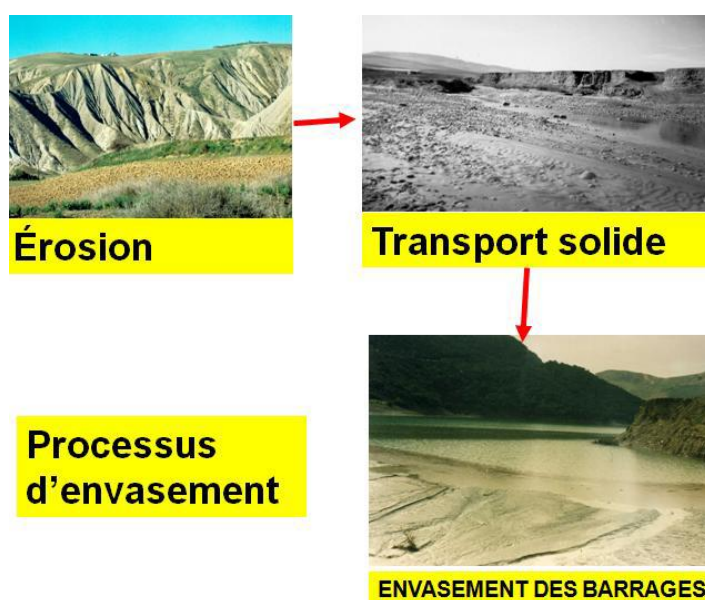 Érosion
Transport solide
Processus
d’envasement
ENVASEMENT DES BARRAGES